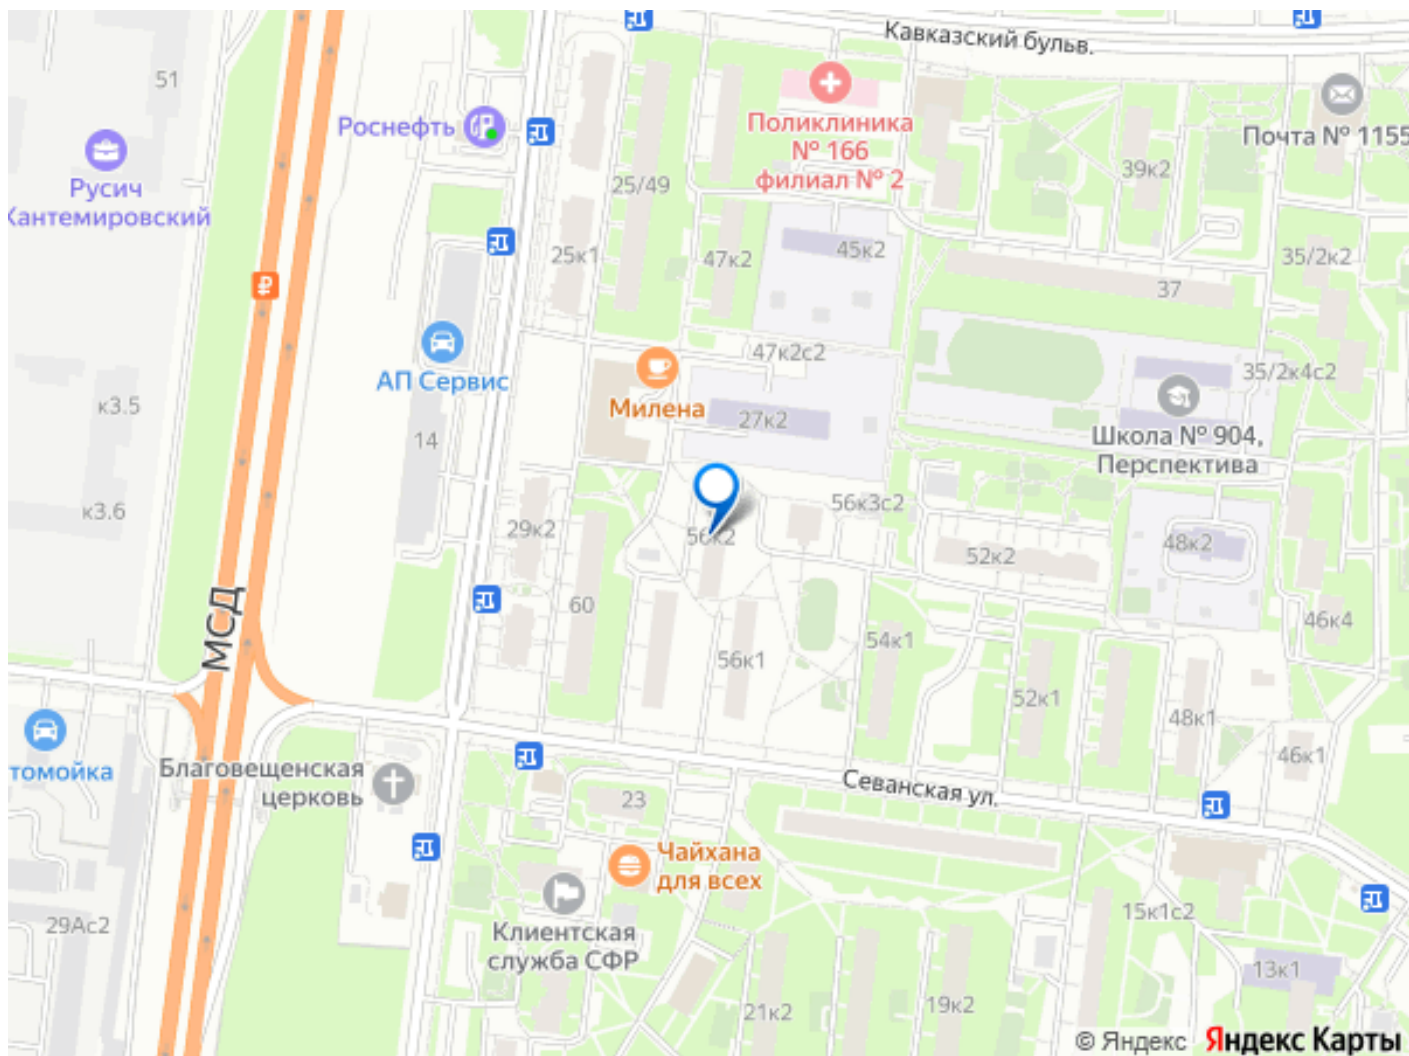 Кавказский бульв.
51
Роснефть
Поликлиника
№ 166
филиал № 2
Почта № 1155
39к2
Русич
Кантемировский
25/49
25к1
47к2
45к2
35/2к2
37
47к2с2
АП Сервис
35/2к4с2
к3.5
Милена
27к2
14
Школа № 904,
Перспектива
к3.6
29к2
56к3с2
56к2
52к2
48к2
МСД
60
46к4
54к1
56к1
52к1
48к1
46к1
томойка
Благовещенская
церковь
Севанская ул.
23
Чайхана
для всех
29Ас2
Клиентская
служба СФР
15к1с2
13к1
21к2
19к2
© Яндекс Яндекс Карты